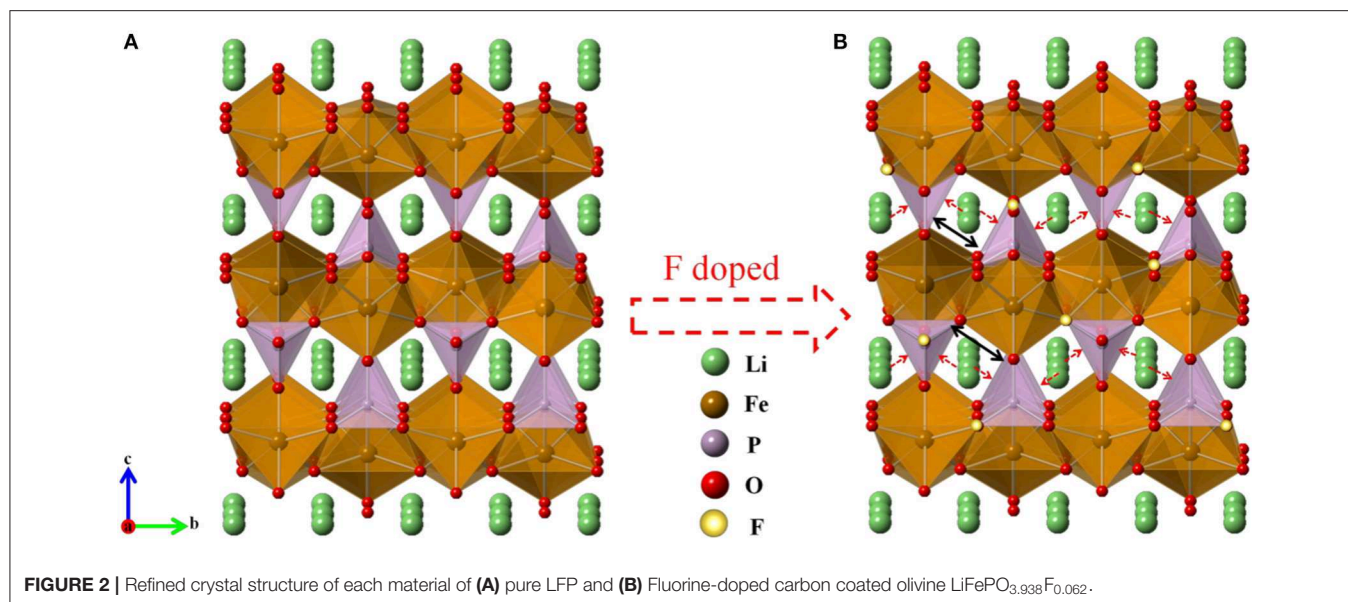 A
B
F doped
Li
Fe
P
O
F
c
a
b
FIGURE 2 | Refined crystal structure of each material of (A) pure LFP and (B) Fluorine-doped carbon coated olivine LiFePO3.938F0.062.